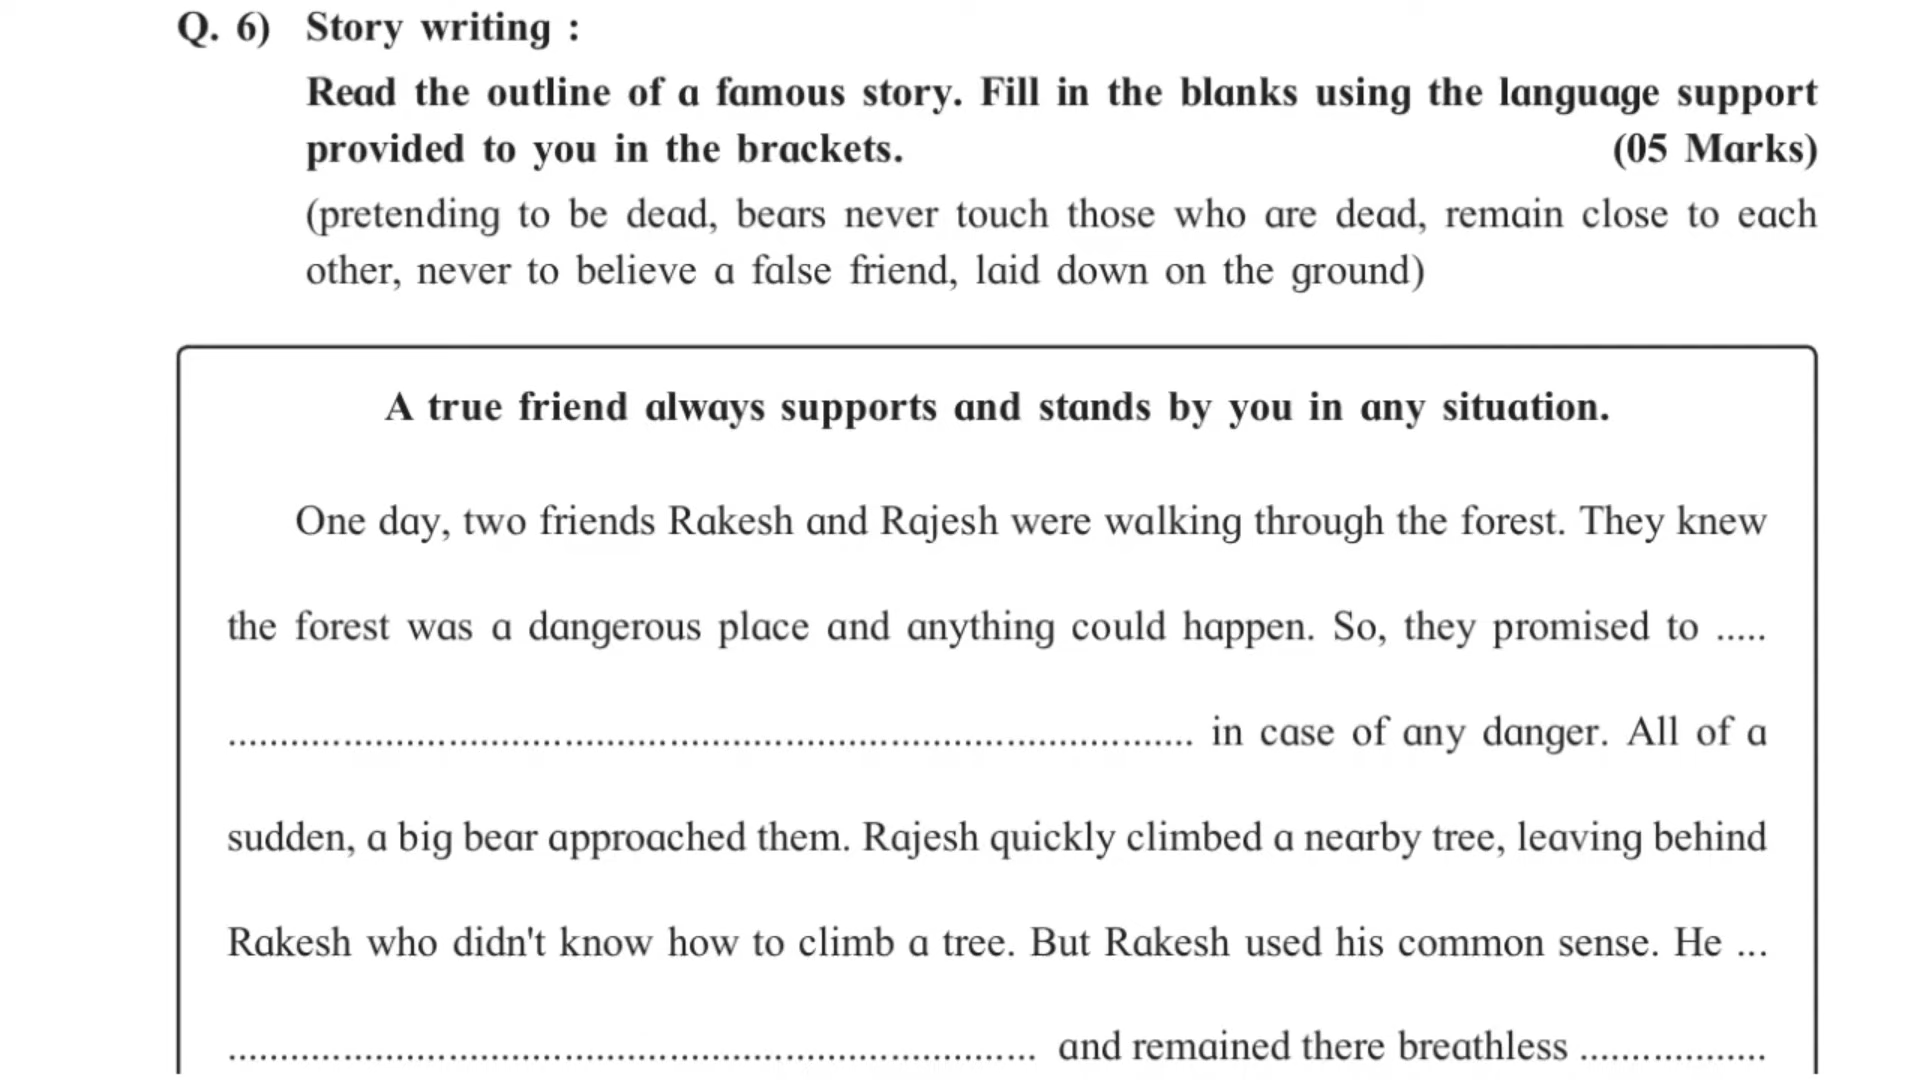 Q. 6) Story writing :
Read the outline of a famous story. Fill in the blanks using the language support
provided to you in the brackets. (05 Marks)
(pretending to be dead, bears never touch those who are dead, remain close to each
other, never to believe a false friend, laid down on the ground)
A true friend always supports and stands by you in any situation.
One day, two friends Rakesh and Rajesh were walking through the forest. They knew
the forest was a dangerous place and anything could happen. So, they promised to .....
............................................................................................. in case of any danger. All of a
sudden, a big bear approached them. Rajesh quickly climbed a nearby tree, leaving behind
Rakesh who didn't know how to climb a tree. But Rakesh used his common sense. He ...
.............................................................................. and remained there breathless ..................